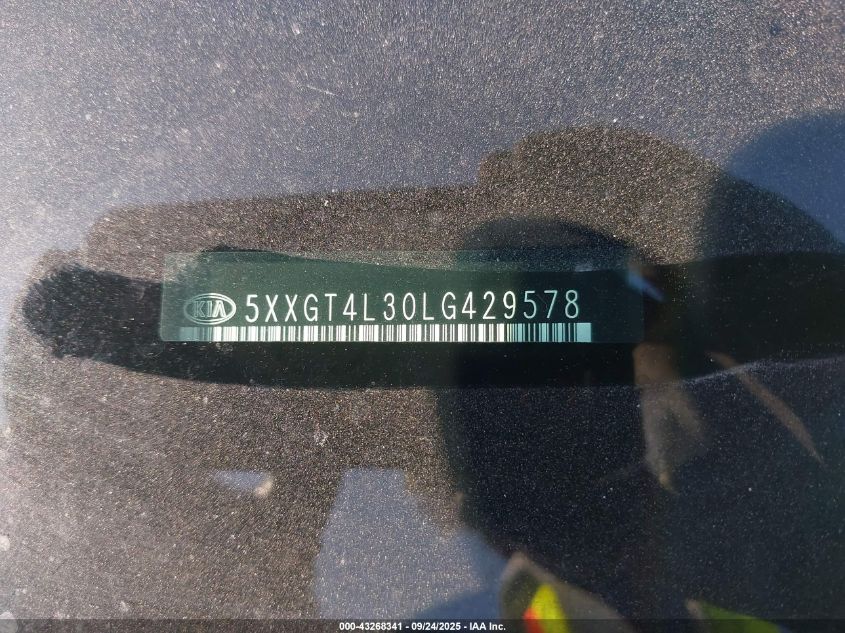 KIA 5XXGT4L30LG429578
000-43268341 - 09/24/2025 - IAA Inc.